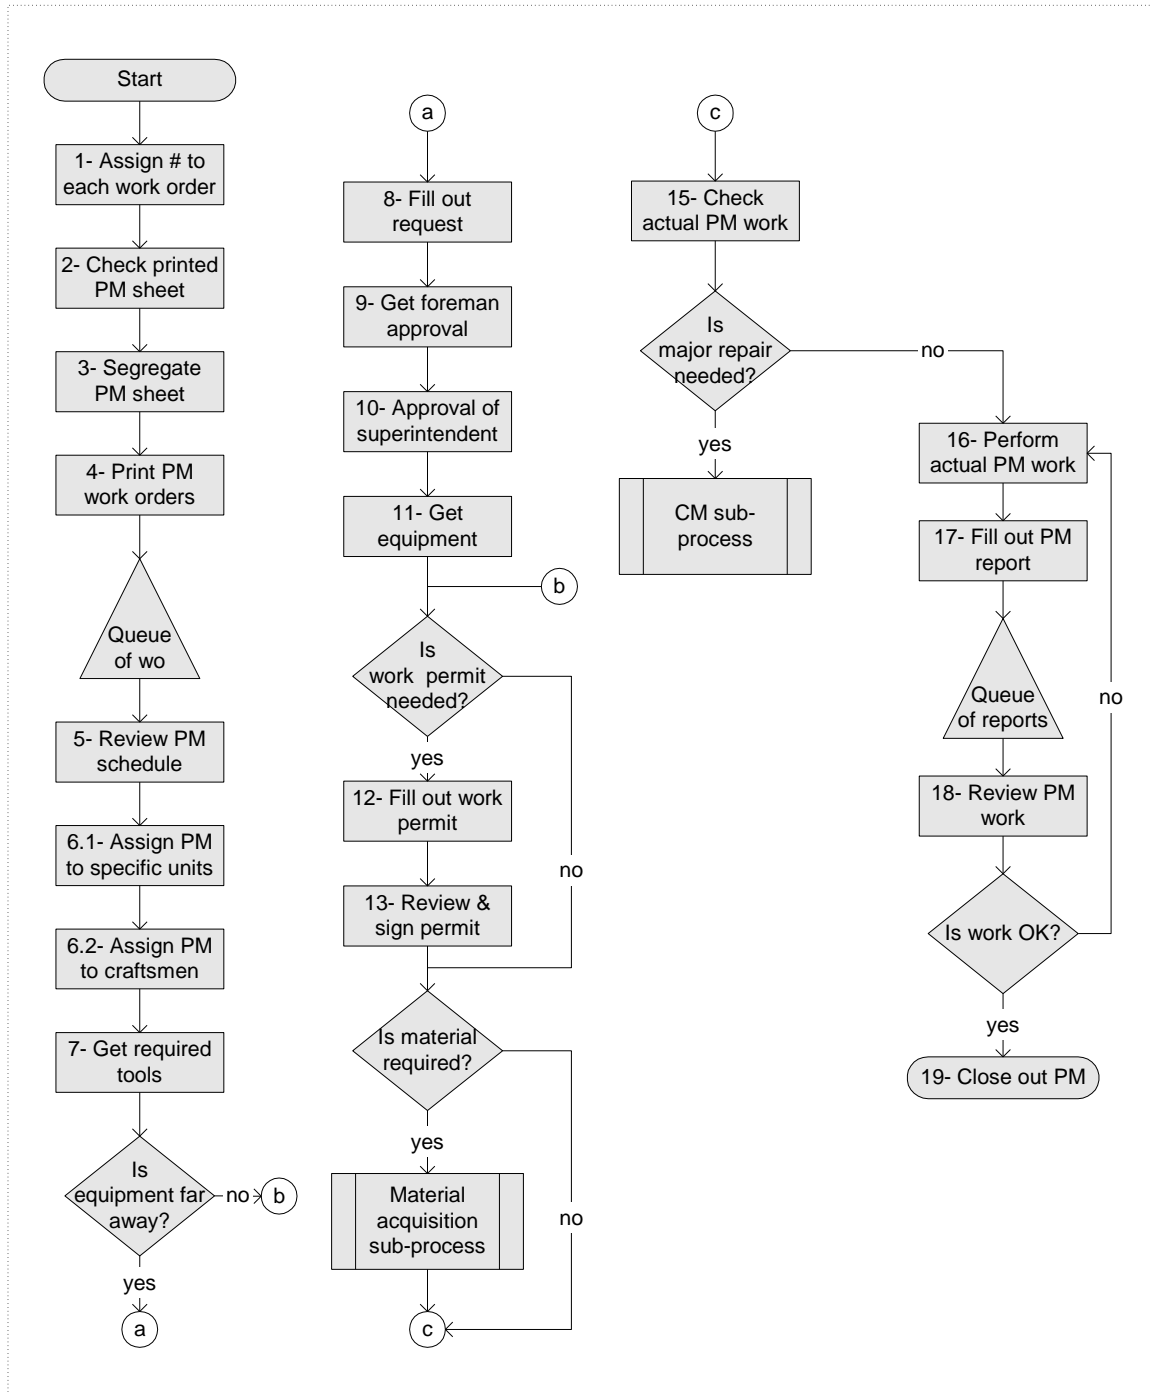 Start
1- Assign # to
each work order
2- Check printed
PM sheet
3- Segregate
PM sheet
4- Print PM
work orders
Queue
of wo
5- Review PM
schedule
6.1- Assign PM
to specific units
6.2- Assign PM
to craftsmen
7- Get required
tools
Is
equipment far
away?
no
b
yes
a
a
8- Fill out
request
9- Get foreman
approval
10- Approval of
superintendent
11- Get
equipment
b
Is
work permit
needed?
yes
12- Fill out work
permit
no
13- Review &
sign permit
Is material
required?
yes
Material
acquisition
sub-process
no
c
c
15- Check
actual PM work
Is
major repair
needed?
no
yes
CM sub-
process
16- Perform
actual PM work
17- Fill out PM
report
Queue
of reports
no
18- Review PM
work
Is work OK?
yes
19- Close out PM